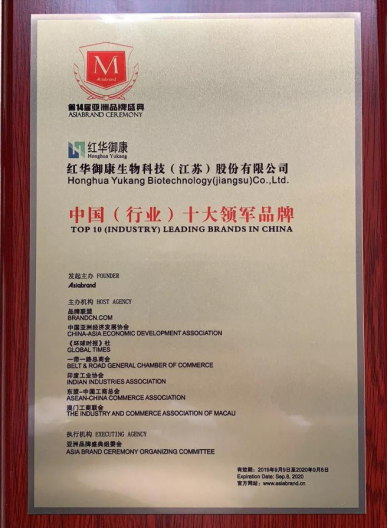 M
Asiabrand
第14届亚洲品牌盛典
ASIABRAND CEREMONY
红华御康
Honghua Yukang
红华御康生物科技（江苏）股份有限公司
Honghua Yukang Biotechnology(jiangsu)Co.,Ltd.
中国（行业）十大领军品牌
TOP 10 (INDUSTRY) LEADING BRANDS IN CHINA
发起主办 FOUNDER
Asiabrand
主办机构 HOST AGENCY
品牌联盟
BRANDCN.COM
中国亚洲经济发展协会
CHINA-ASIA ECONOMIC DEVELOPMENT ASSOCIATION
《环球时报》社
GLOBAL TIMES
一带一路总商会
BELT & ROAD GENERAL CHAMBER OF COMMERCE
印度工业协会
INDIAN INDUSTRIES ASSOCIATION
东盟-中国工商总会
ASEAN-CHINA COMMERCE ASSOCIATION
澳门工商联会
THE INDUSTRY AND COMMERCE ASSOCIATION OF MACAU
执行机构 EXECUTING AGENCY
亚洲品牌盛典组委会
ASIA BRAND CEREMONY ORGANIZING COMMITTEE
有效期：2019年9月9日至2020年9月8日
Expiration Date: Sep.8, 2020
官方网站：www.asiabrand.cn